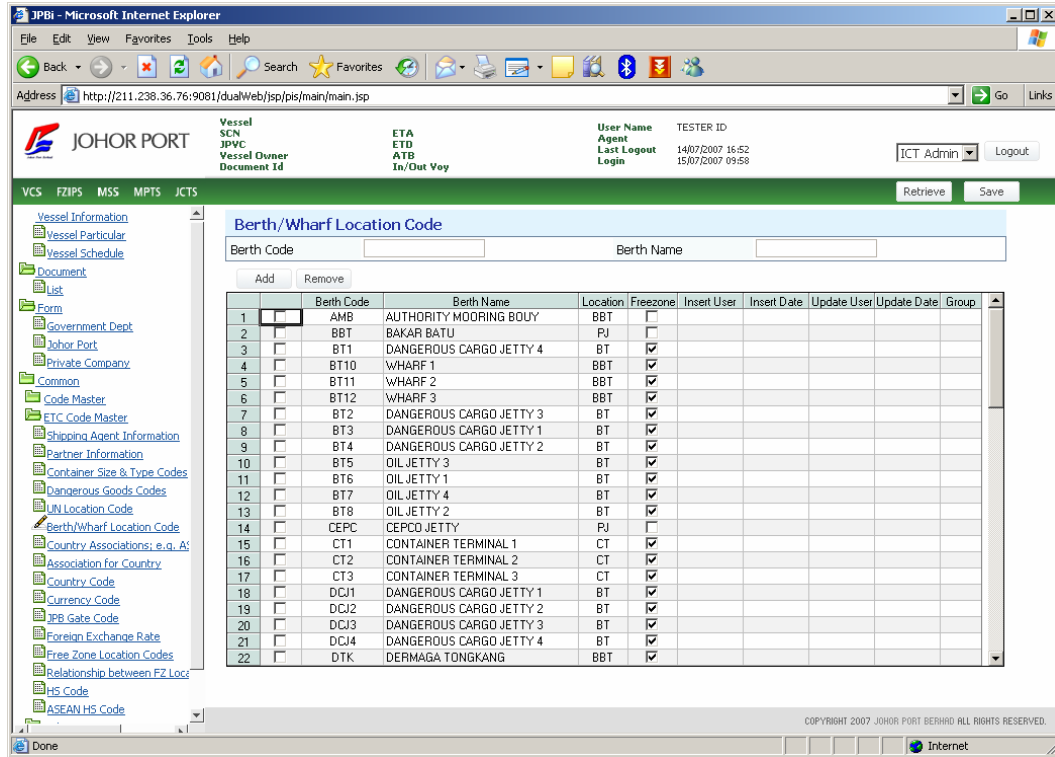 JPBi - Microsoft Internet Explorer
File Edit View Favorites Tools Help
Back Search Favorites
Address http://211.238.36.76:9081/dualWeb/jsp/pis/main/main.jsp Go Links
JOHOR PORT
Vessel
SCN
JPVC
Vessel Owner
Document Id
ETA
ETD
ATB
In/Out Voy
User Name TESTER ID
Agent
Last Logout 14/07/2007 16:52
Login 15/07/2007 09:58
ICT Admin Logout
VCS FZIPS MSS MPTS JCTS Retrieve Save
Vessel Information
Vessel Particular
Vessel Schedule
Document
List
Form
Government Dept
Johor Port
Private Company
Common
Code Master
ETC Code Master
Shipping Agent Information
Partner Information
Container Size & Type Codes
Dangerous Goods Codes
UN Location Code
Berth/Wharf Location Code
Country Associations; e.g. AS
Association for Country
Country Code
Currency Code
JPB Gate Code
Foreign Exchange Rate
Free Zone Location Codes
Relationship between FZ Loca
HS Code
ASEAN HS Code
Berth/Wharf Location Code
Berth Code Berth Name
Add Remove
Berth Code Berth Name Location Freezone Insert User Insert Date Update User Update Date Group
1 AMB AUTHORITY MOORING BOUY BBT
2 BBT BAKAR BATU PJ
3 BT1 DANGEROUS CARGO JETTY 4 BT
4 BT10 WHARF 1 BBT
5 BT11 WHARF 2 BBT
6 BT12 WHARF 3 BBT
7 BT2 DANGEROUS CARGO JETTY 3 BT
8 BT3 DANGEROUS CARGO JETTY 1 BT
9 BT4 DANGEROUS CARGO JETTY 2 BT
10 BT5 OIL JETTY 3 BT
11 BT6 OIL JETTY 1 BT
12 BT7 OIL JETTY 4 BT
13 BT8 OIL JETTY 2 BT
14 CEPC CEPCO JETTY PJ
15 CT1 CONTAINER TERMINAL 1 CT
16 CT2 CONTAINER TERMINAL 2 CT
17 CT3 CONTAINER TERMINAL 3 CT
18 DCJ1 DANGEROUS CARGO JETTY 1 BT
19 DCJ2 DANGEROUS CARGO JETTY 2 BT
20 DCJ3 DANGEROUS CARGO JETTY 3 BT
21 DCJ4 DANGEROUS CARGO JETTY 4 BT
22 DTK DERMAGA TONGKANG BBT
COPYRIGHT 2007 JOHOR PORT BERHAD ALL RIGHTS RESERVED.
Done Internet